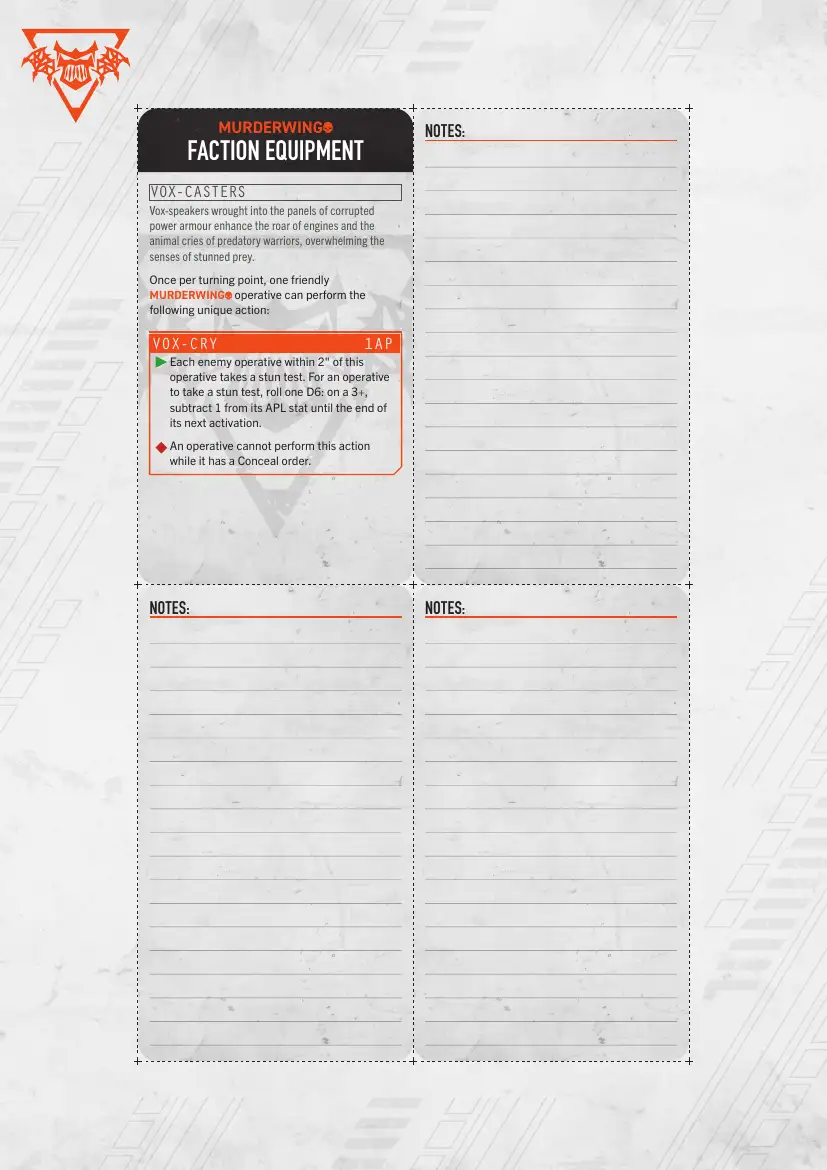 MURDERWING
FACTION EQUIPMENT
VOX-CASTERS
Vox-speakers wrought into the panels of corrupted
power armour enhance the roar of engines and the
animal cries of predatory warriors, overwhelming the
senses of stunned prey.
Once per turning point, one friendly
MURDERWING operative can perform the
following unique action:
VOX-CRY 1AP
Each enemy operative within 2" of this
operative takes a stun test. For an operative
to take a stun test, roll one D6: on a 3+,
subtract 1 from its APL stat until the end of
its next activation.
An operative cannot perform this action
while it has a Conceal order.
NOTES:
NOTES:
NOTES: